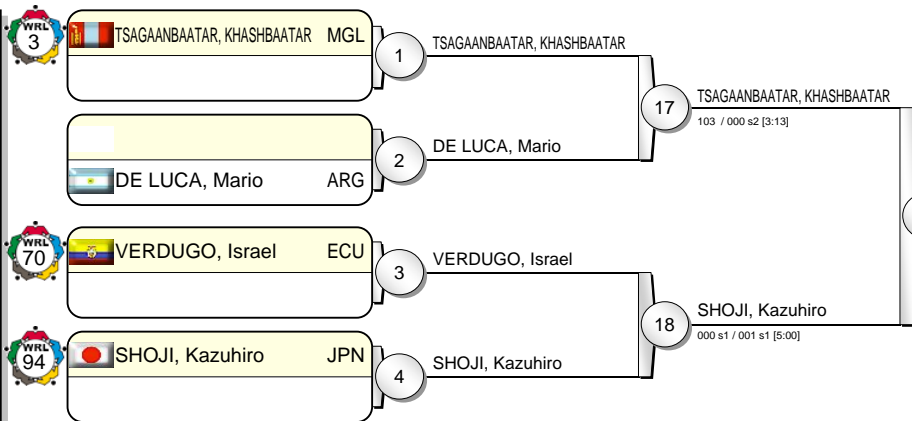 WRL
3
TSAGAANBAATAR, KHASHBAATAR MGL
1
TSAGAANBAATAR, KHASHBAATAR
17
TSAGAANBAATAR, KHASHBAATAR
103 / 000 s2 [3:13]
2
DE LUCA, Mario
DE LUCA, Mario ARG
WRL
70
VERDUGO, Israel ECU
3
VERDUGO, Israel
18
SHOJI, Kazuhiro
000 s1 / 001 s1 [5:00]
WRL
94
SHOJI, Kazuhiro JPN
4
SHOJI, Kazuhiro